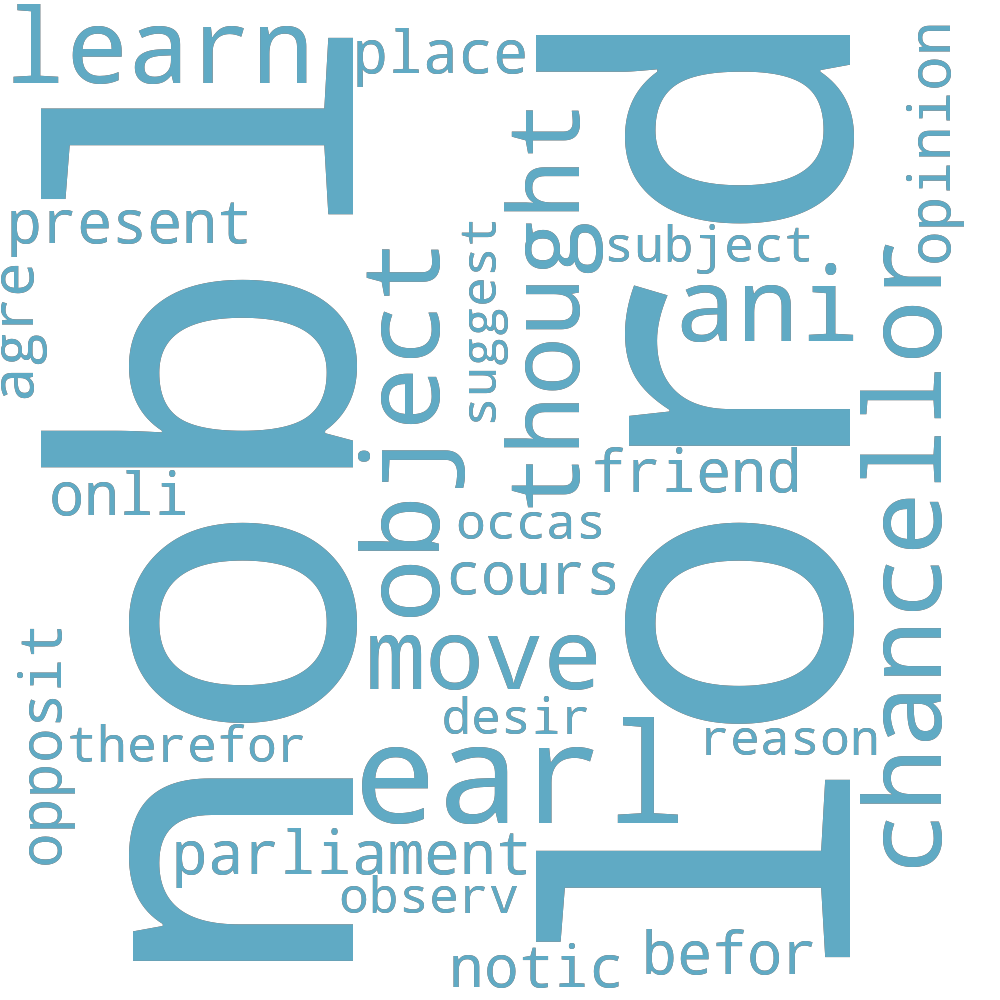 learn
place
opinion
present
agre
nobl
lord
suggest
thought
subject
ani
object
chancellor
friend
onli
occas
cours
move
opposit
desir
therefor
earl
reason
parliament
observ
notic
befor